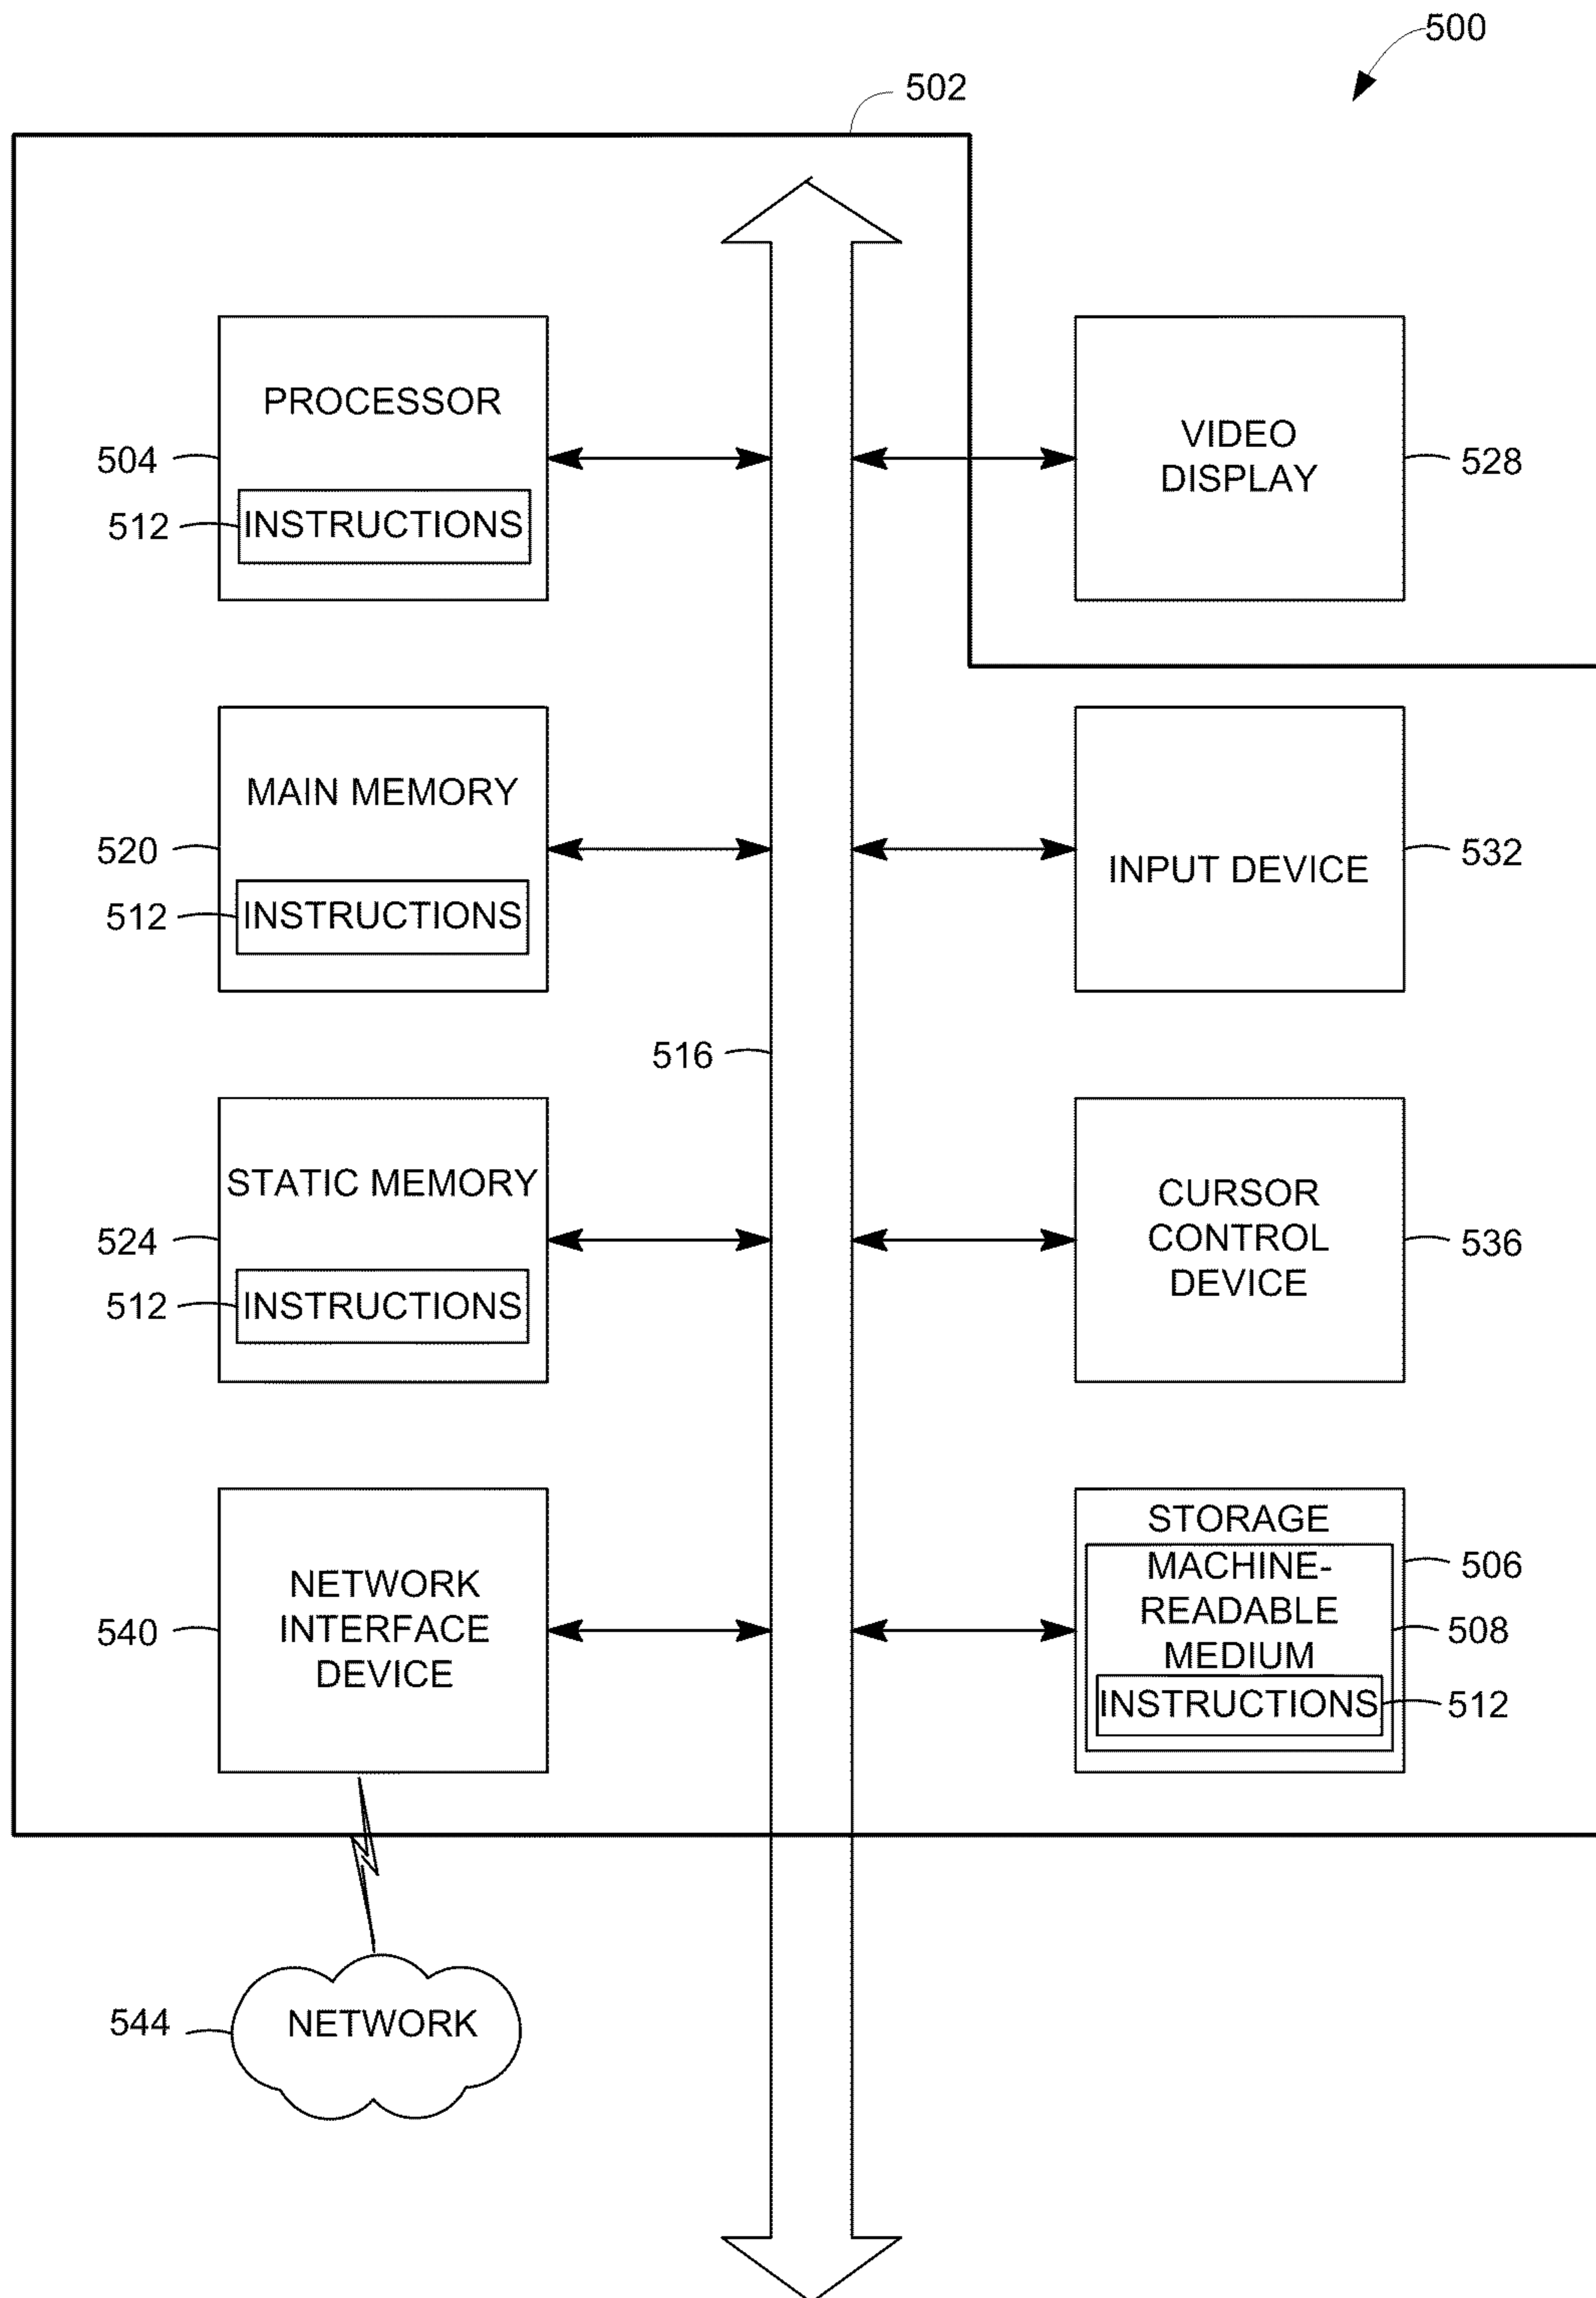 500
502
PROCESSOR
504
512
INSTRUCTIONS
VIDEO
DISPLAY
528
MAIN MEMORY
520
512
INSTRUCTIONS
INPUT DEVICE
532
516
STATIC MEMORY
524
512
INSTRUCTIONS
CURSOR
CONTROL
DEVICE
536
NETWORK
INTERFACE
DEVICE
540
STORAGE
MACHINE-
READABLE
MEDIUM
INSTRUCTIONS
506
508
512
544
NETWORK